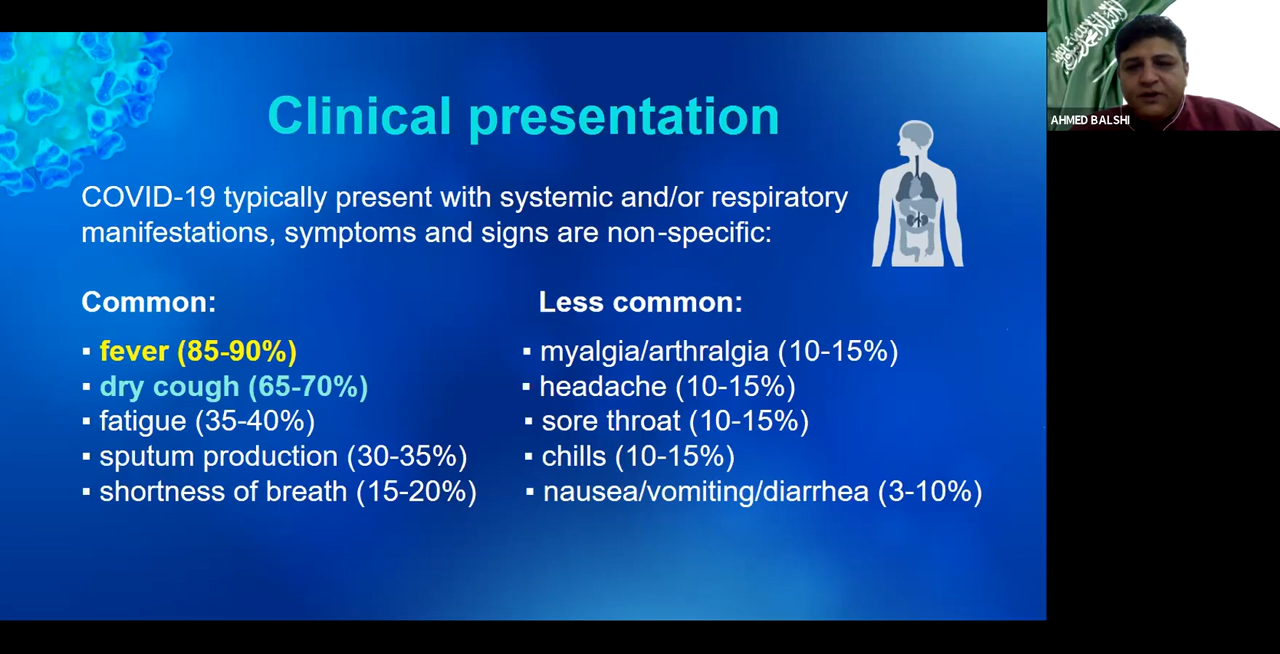 Clinical presentation
COVID-19 typically present with systemic and/or respiratory
manifestations, symptoms and signs are non-specific:
Common:
▪ fever (85-90%)
▪ dry cough (65-70%)
▪ fatigue (35-40%)
▪ sputum production (30-35%)
▪ shortness of breath (15-20%)
Less common:
▪ myalgia/arthralgia (10-15%)
▪ headache (10-15%)
▪ sore throat (10-15%)
▪ chills (10-15%)
▪ nausea/vomiting/diarrhea (3-10%)
AHMED BALSHI